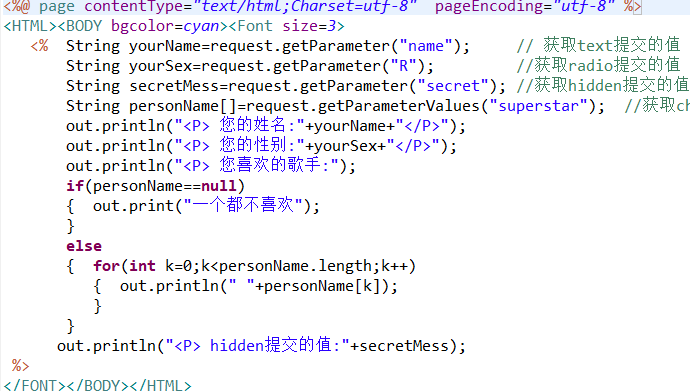 <%@ page contentType="text/html;Charset=utf-8"  pageEncoding="utf-8" %>
<HTML><BODY bgcolor=cyan><Font size=3>
<%  String yourName=request.getParameter("name");     // 获取text提交的值
String yourSex=request.getParameter("R");         //获取radio提交的值
String secretMess=request.getParameter("secret"); //获取hidden提交的值
String personName[]=request.getParameterValues("superstar");  //获取ch
out.println("<P> 您的姓名:"+yourName+"</P>");
out.println("<P> 您的性别:"+yourSex+"</P>");
out.println("<P> 您喜欢的歌手:");
if(personName==null)
{  out.print("一个都不喜欢");
}
else
{  for(int k=0;k<personName.length;k++)
{  out.println(" "+personName[k]);
}
}
out.println("<P> hidden提交的值:"+secretMess);
%>
</FONT></BODY></HTML>